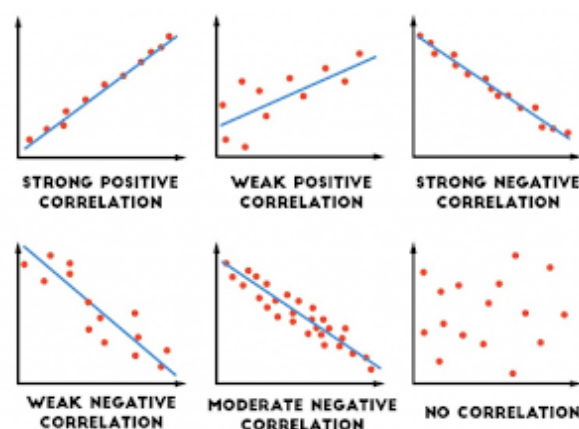 STRONG POSITIVE
CORRELATION
WEAK POSITIVE
CORRELATION
STRONG NEGATIVE
CORRELATION
WEAK NEGATIVE
CORRELATION
MODERATE NEGATIVE
CORRELATION
NO CORRELATION